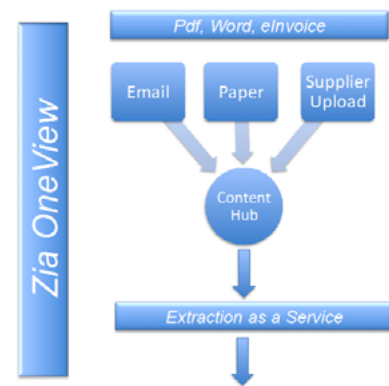 Zia OneView
Pdf, Word, eInvoice
Email
Paper
Supplier
Upload
Content
Hub
Extraction as a Service